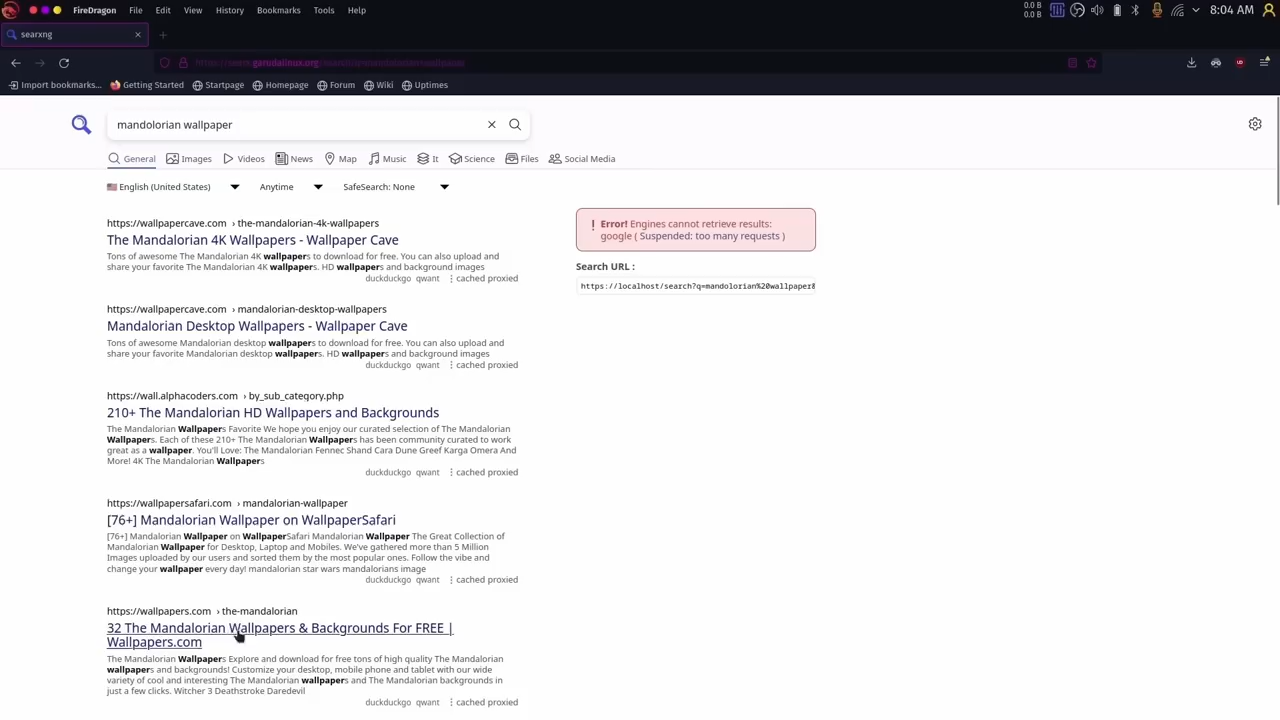 FireDragon File Edit View History Bookmarks Tools Help
0.0 B
0.0 B
8:04 AM
searxng
Import bookmarks... Getting Started Startpage Homepage Forum Wiki Uptimes
mandolorian wallpaper
General Images Videos News Map Music It Science Files Social Media
English (United States) Anytime SafeSearch: None
https://wallpapercave.com › the-mandalorian-4k-wallpapers
The Mandalorian 4K Wallpapers - Wallpaper Cave
Tons of awesome The Mandalorian 4K wallpapers to download for free. You can also upload and
share your favorite The Mandalorian 4K wallpapers. HD wallpapers and background images
duckduckgo qwant cached proxied
https://wallpapercave.com › mandalorian-desktop-wallpapers
Mandalorian Desktop Wallpapers - Wallpaper Cave
Tons of awesome Mandalorian desktop wallpapers to download for free. You can also upload and
share your favorite Mandalorian desktop wallpapers. HD wallpapers and background images
duckduckgo qwant cached proxied
https://wall.alphacoders.com › by_sub_category.php
210+ The Mandalorian HD Wallpapers and Backgrounds
The Mandalorian Wallpapers Favorite We hope you enjoy our curated selection of The Mandalorian
Wallpapers. Each of these 210+ The Mandalorian Wallpapers has been community curated to work
great as a wallpaper. You'll Love: The Mandalorian Fennec Shand Cara Dune Greef Karga Omera And
More! 4K The Mandalorian Wallpapers
duckduckgo qwant cached proxied
https://wallpapersafari.com › mandalorian-wallpaper
[76+] Mandalorian Wallpaper on WallpaperSafari
[76+] Mandalorian Wallpaper on WallpaperSafari Mandalorian Wallpaper The Great Collection of
Mandalorian Wallpaper for Desktop, Laptop and Mobiles. We've gathered more than 5 Million
Images uploaded by our users and sorted them by the most popular ones. Follow the vibe and
change your wallpaper every day! mandalorian star wars mandalorians image
duckduckgo qwant cached proxied
https://wallpapers.com › the-mandalorian
32 The Mandalorian Wallpapers & Backgrounds For FREE |
Wallpapers.com
The Mandalorian Wallpapers Explore and download for free tons of high quality The Mandalorian
wallpapers and backgrounds! Customize your desktop, mobile phone and tablet with our wide
variety of cool and interesting The Mandalorian wallpapers and The Mandalorian backgrounds in
just a few clicks. Witcher 3 Deathstroke Daredevil
duckduckgo qwant cached proxied
Error! Engines cannot retrieve results:
google ( Suspended: too many requests )
Search URL :
https://localhost/search?q=mandolorian%20wallpaper&